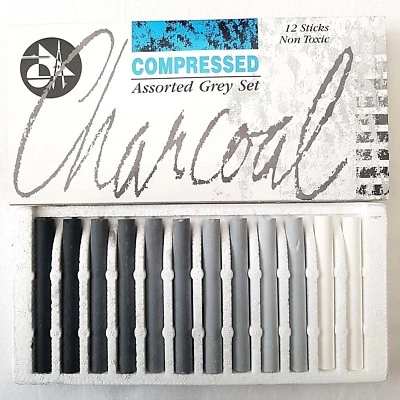 12 Sticks
Non Toxic
COMPRESSED
Assorted Grey Set
Charcoal